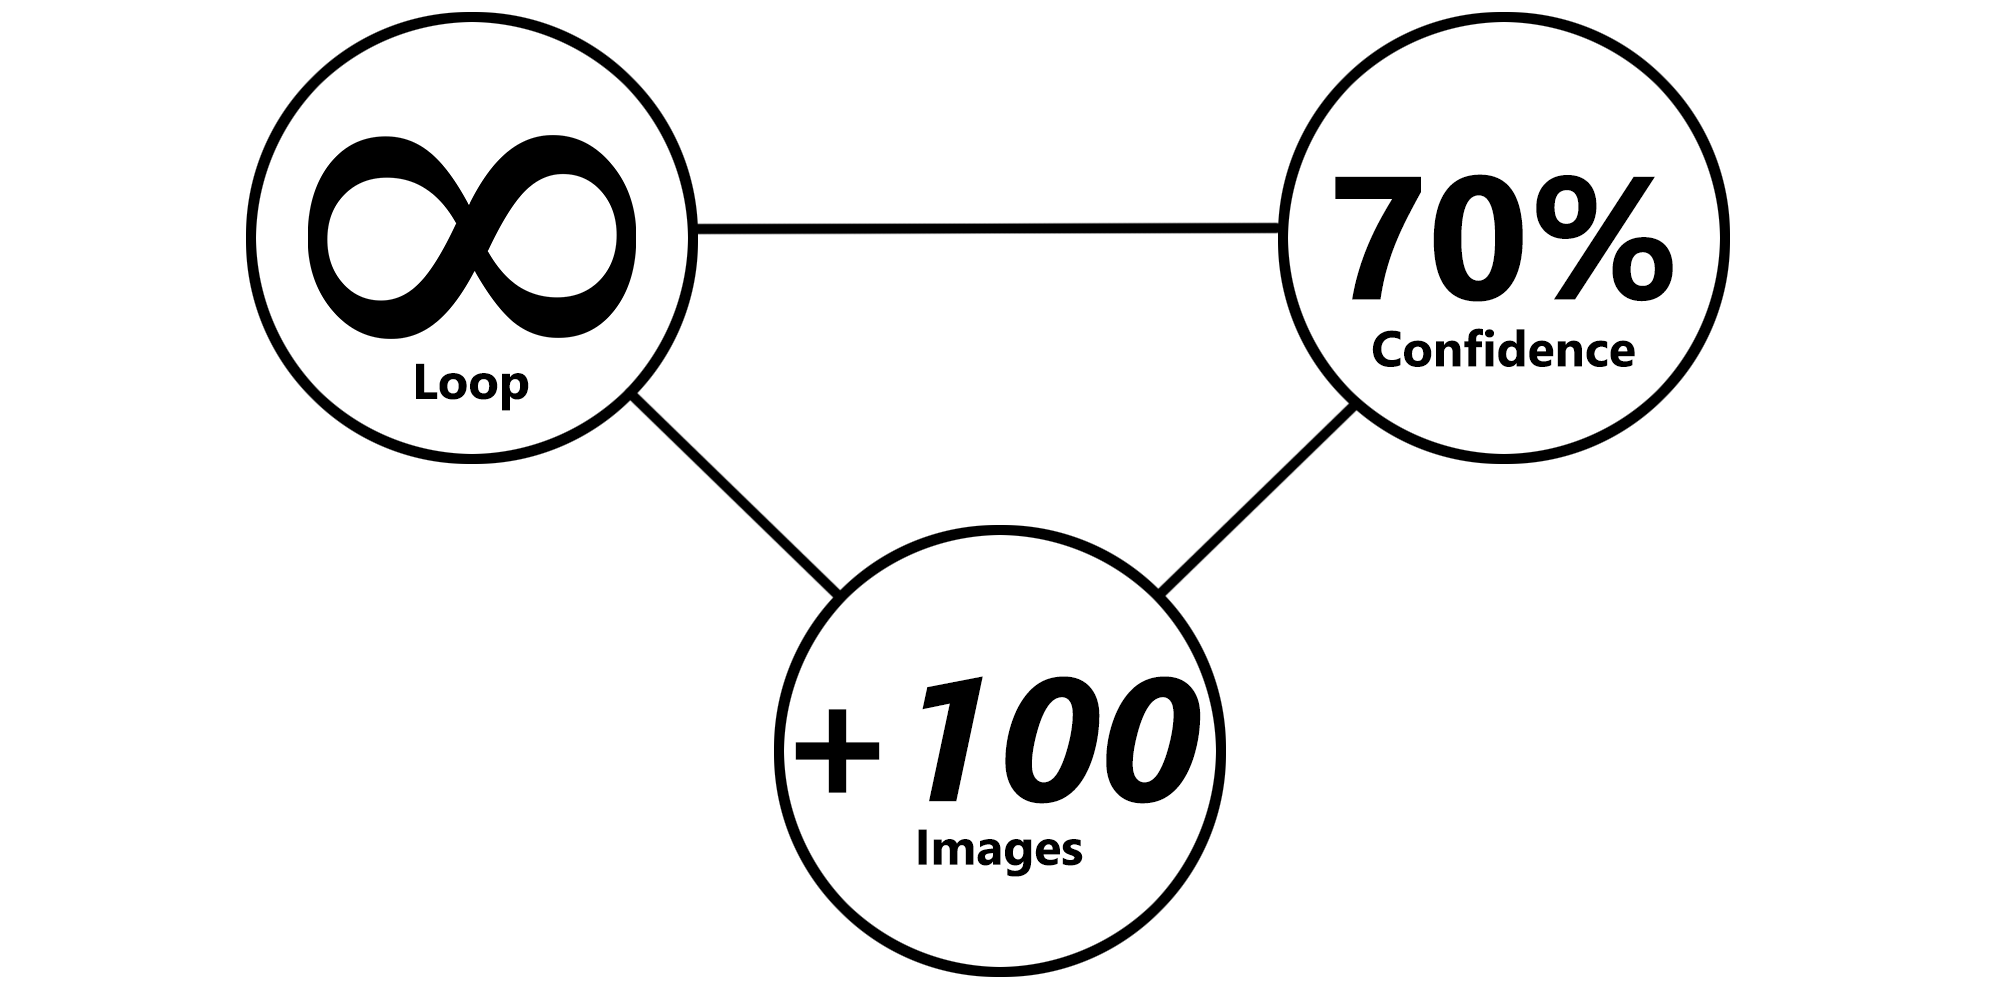 ∞
Loop
70%
Confidence
+100
Images